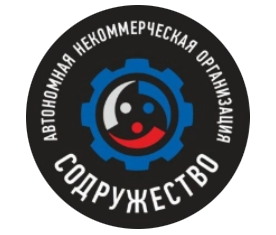 АВТОНОМНАЯ НЕКОММЕРЧЕСКАЯ ОРГАНИЗАЦИЯ
СОДРУЖЕСТВО